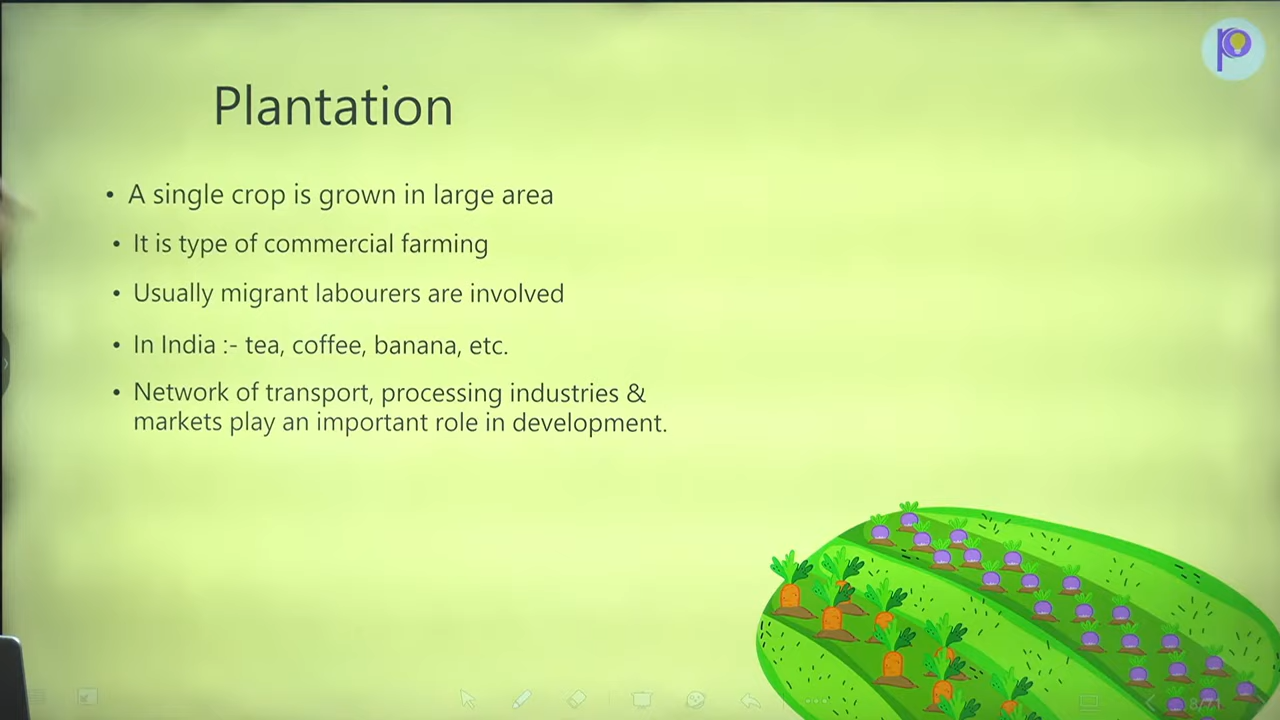 Plantation
• A single crop is grown in large area
• It is type of commercial farming
• Usually migrant labourers are involved
• In India :- tea, coffee, banana, etc.
• Network of transport, processing industries &
markets play an important role in development.